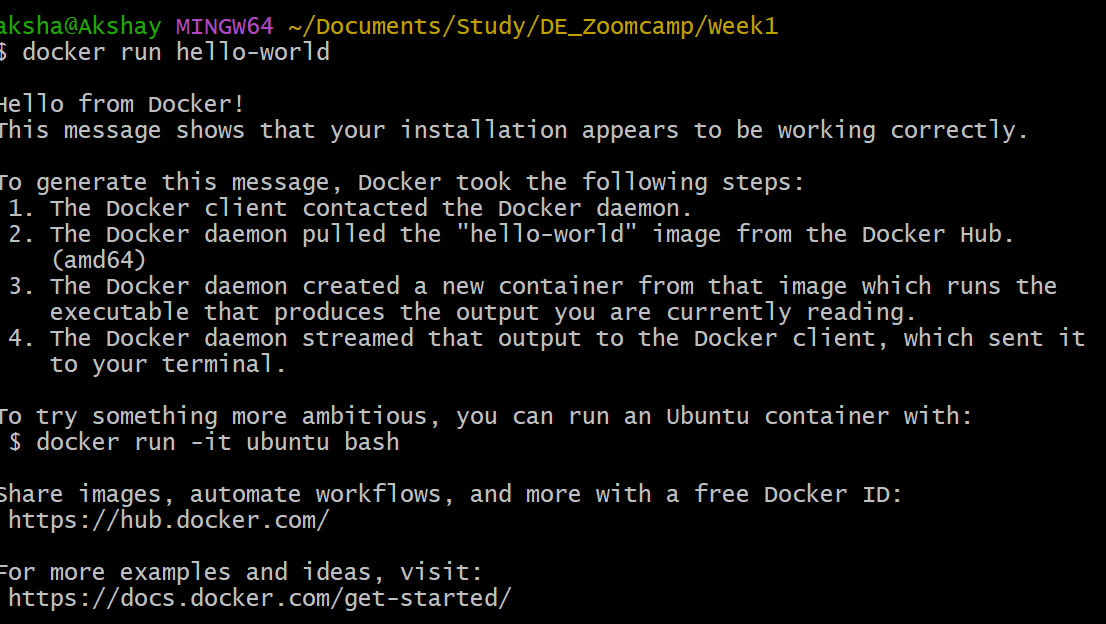 aksha@Akshay MINGW64 ~/Documents/Study/DE_Zoomcamp/Week1
$ docker run hello-world
Hello from Docker!
This message shows that your installation appears to be working correctly.
To generate this message, Docker took the following steps:
1. The Docker client contacted the Docker daemon.
2. The Docker daemon pulled the "hello-world" image from the Docker Hub.
(amd64)
3. The Docker daemon created a new container from that image which runs the
executable that produces the output you are currently reading.
4. The Docker daemon streamed that output to the Docker client, which sent it
to your terminal.
To try something more ambitious, you can run an Ubuntu container with:
$ docker run -it ubuntu bash
Share images, automate workflows, and more with a free Docker ID:
https://hub.docker.com/
For more examples and ideas, visit:
https://docs.docker.com/get-started/